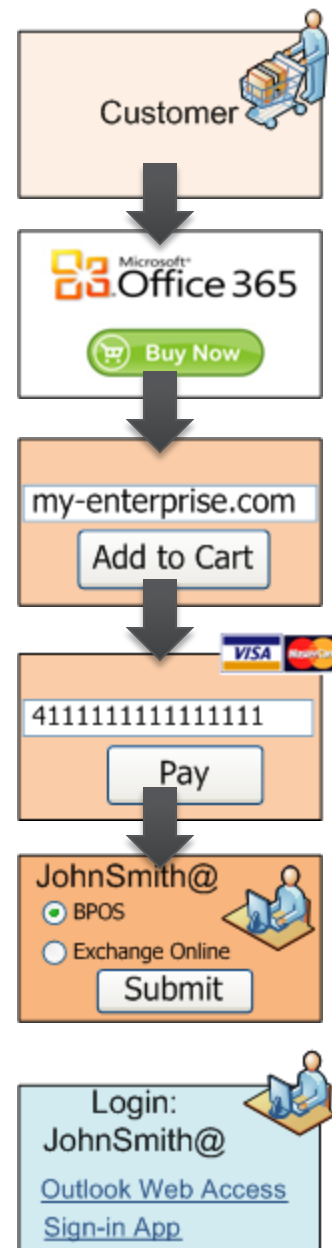 Customer
Microsoft®
Office 365
Buy Now
my-enterprise.com
Add to Cart
VISA MasterCard
4111111111111111
Pay
JohnSmith@
BPOS
Exchange Online
Submit
Login:
JohnSmith@
Outlook Web Access
Sign-in App